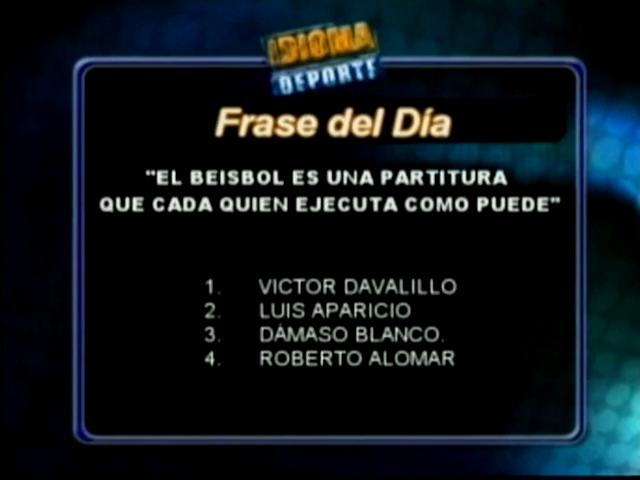 IDIOMA
DEPORTE
Frase del Día
"EL BEISBOL ES UNA PARTITURA
QUE CADA QUIEN EJECUTA COMO PUEDE"
1. VICTOR DAVALILLO
2. LUIS APARICIO
3. DÁMASO BLANCO.
4. ROBERTO ALOMAR